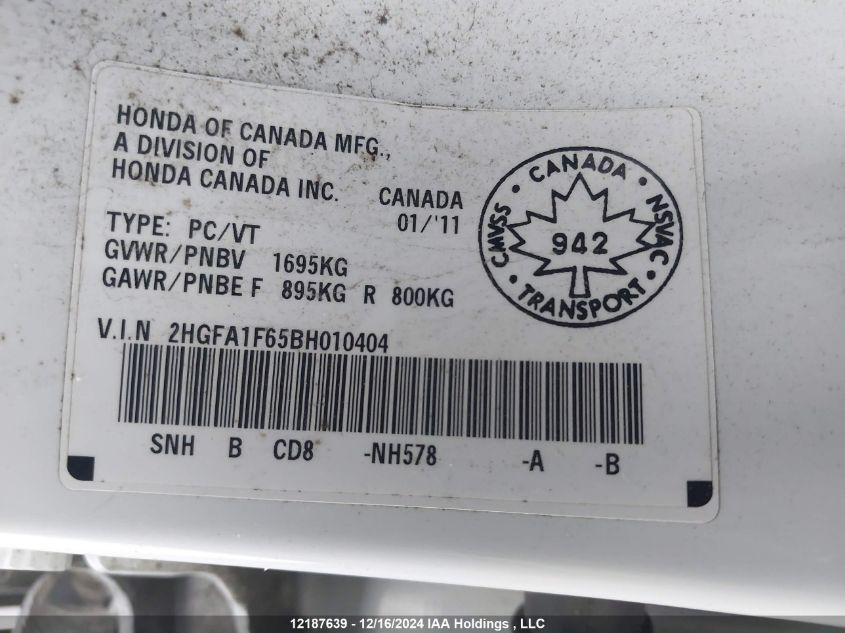 HONDA OF CANADA MFG.,
A DIVISION OF
HONDA CANADA INC.
CANADA
01/'11
TYPE: PC/VT
GVWR/PNBV 1695KG
GAWR/PNBE F 895KG R 800KG
CANADA
CMVSS
NSVAC
942
TRANSPORT
V.I.N 2HGFA1F65BH010404
SNH B CD8 -NH578 -A -B
12187639 - 12/16/2024 IAA Holdings , LLC